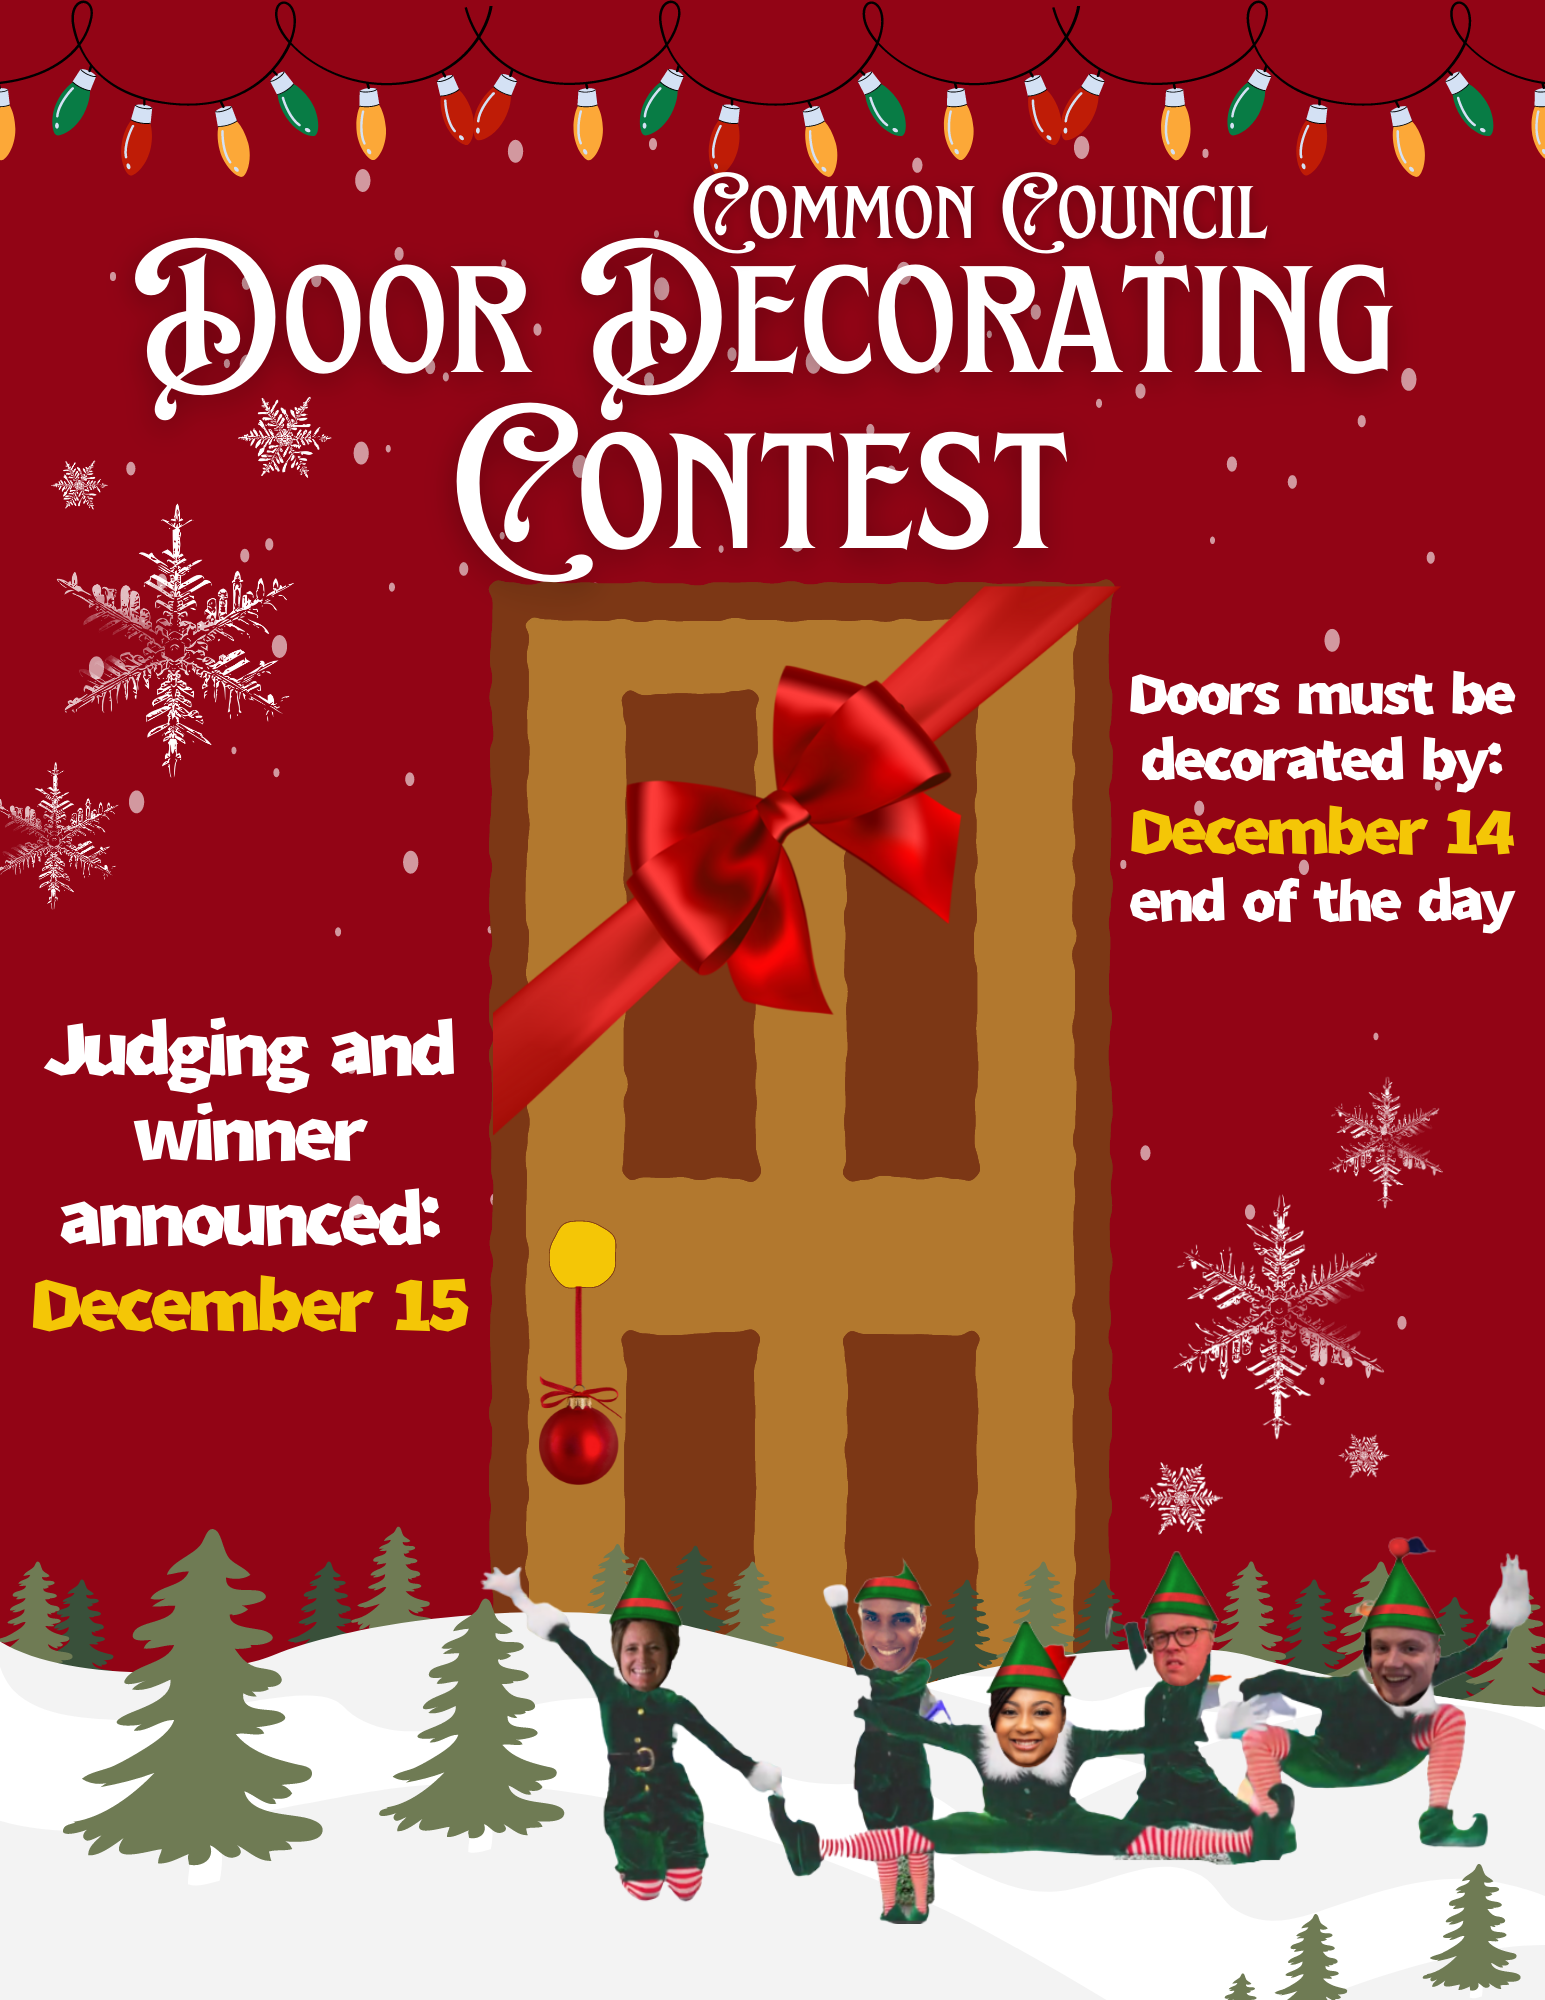 Common Council
Door Decorating
Contest
Doors must be
decorated by:
December 14
end of the day
Judging and
winner
announced:
December 15